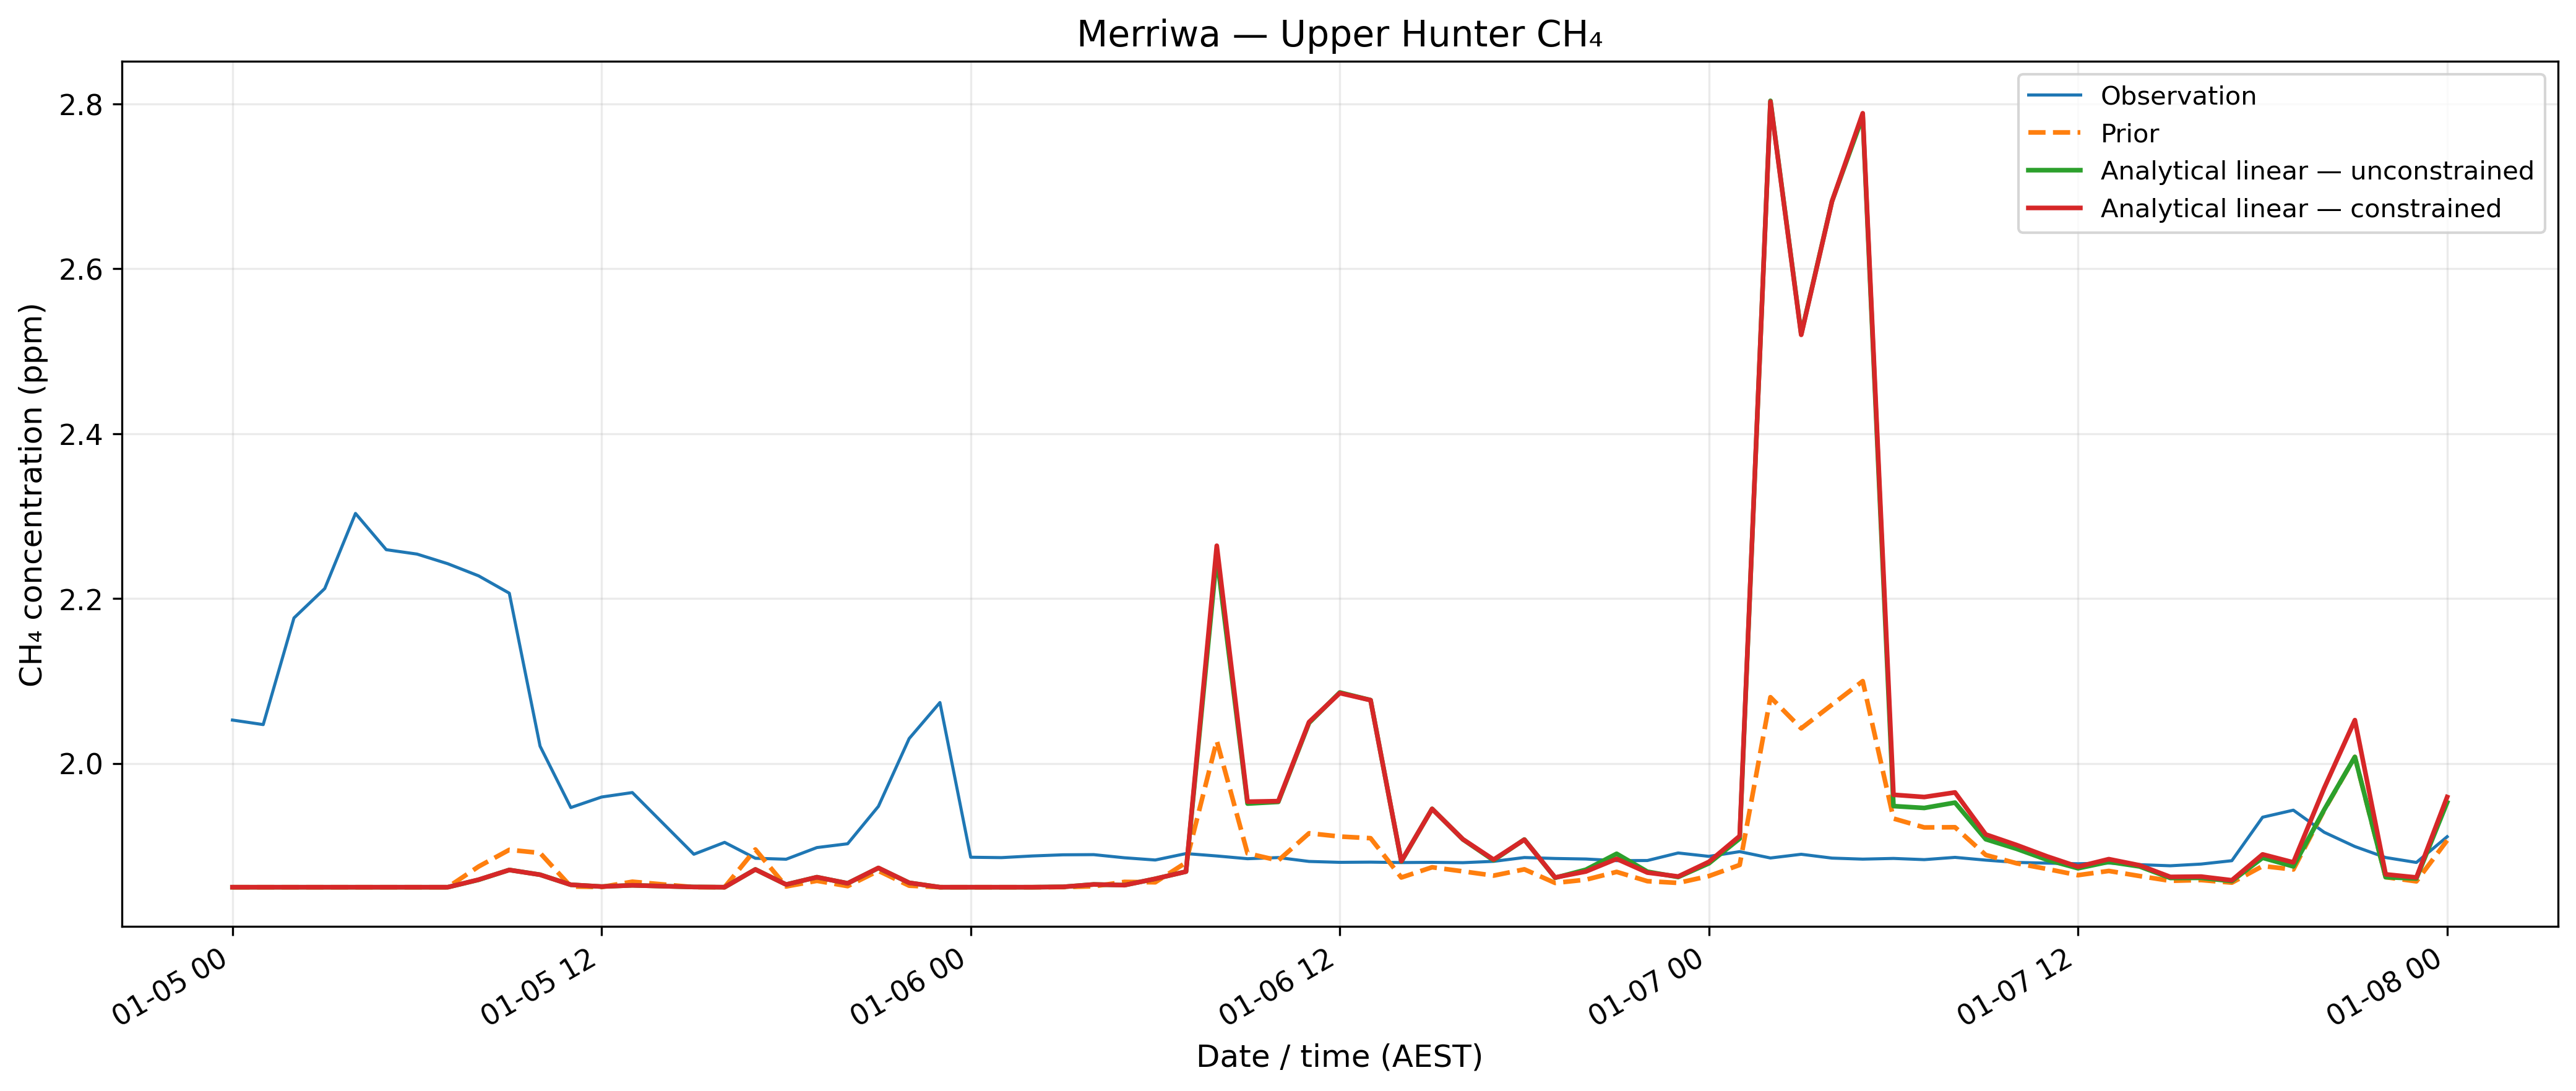 Merriwa — Upper Hunter CH₄
CH₄ concentration (ppm)
2.8
2.6
2.4
2.2
2.0
Observation
Prior
Analytical linear — unconstrained
Analytical linear — constrained
01-05 00
01-05 12
01-06 00
01-06 12
01-07 00
01-07 12
01-08 00
Date / time (AEST)